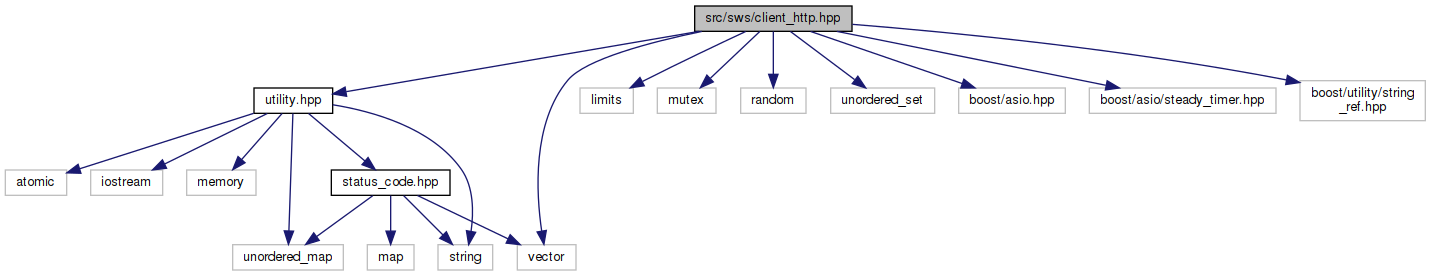 src/sws/client_http.hpp
utility.hpp
limits
mutex
random
unordered_set
boost/asio.hpp
boost/asio/steady_timer.hpp
boost/utility/string
_ref.hpp
atomic
iostream
memory
status_code.hpp
unordered_map
map
string
vector